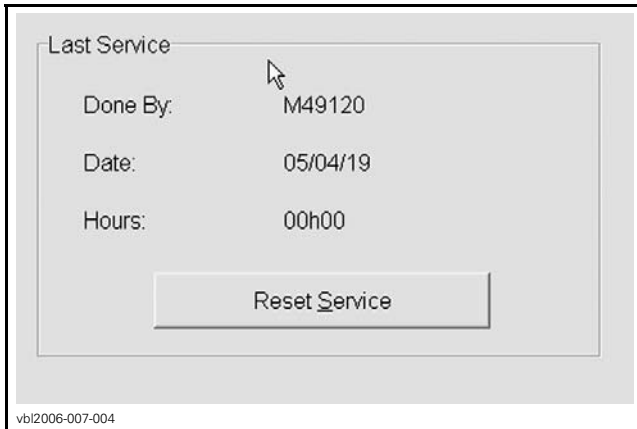 Last Service
Done By: M49120
Date: 05/04/19
Hours: 00h00
Reset Service
vbl2006-007-004